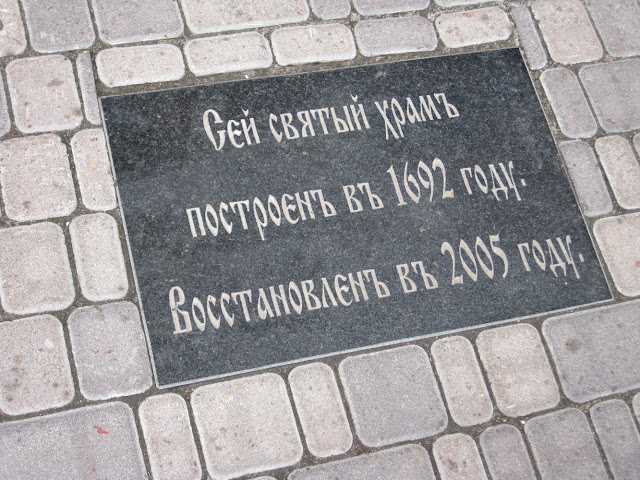 Сей святый храмъ
построенъ въ 1692 году.
Восстановленъ въ 2005 году.